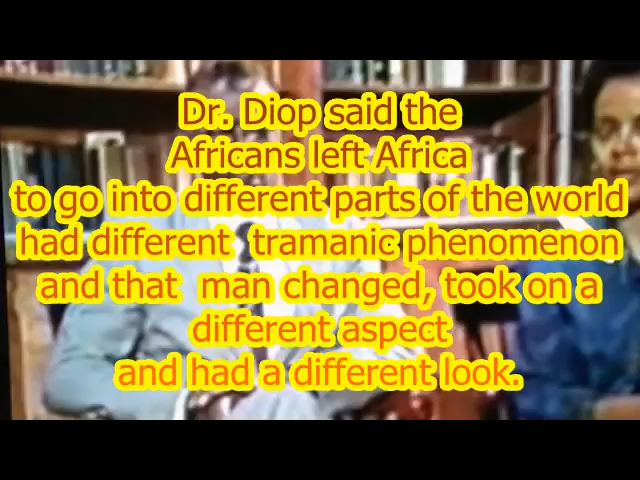 Dr. Diop said the
Africans left Africa
to go into different parts of the world
had different tramanic phenomenon
and that man changed, took on a
different aspect
and had a different look.